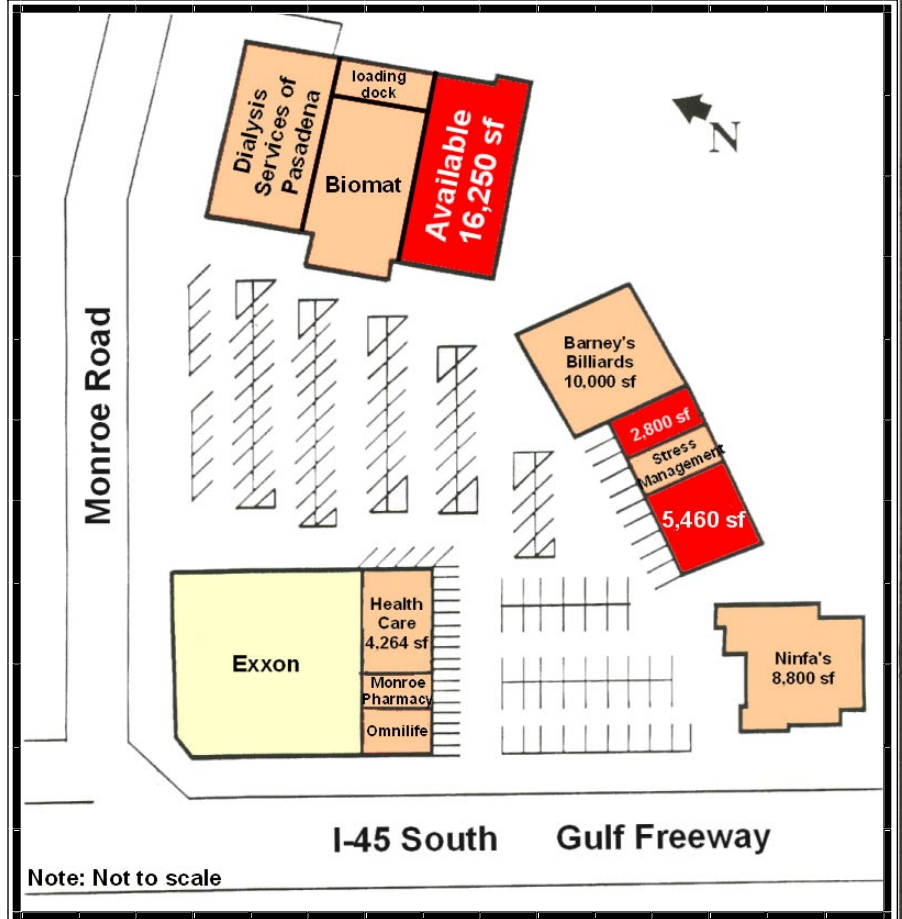 loading
dock
Dialysis
Services of
Pasadena
Biomat
Available
16,250 sf
N
Barney's
Billiards
10,000 sf
2,800 sf
Stress
Management
5,460 sf
Monroe Road
Exxon
Health
Care
4,264 sf
Monroe
Pharmacy
Omnilife
Ninfa's
8,800 sf
I-45 South Gulf Freeway
Note: Not to scale